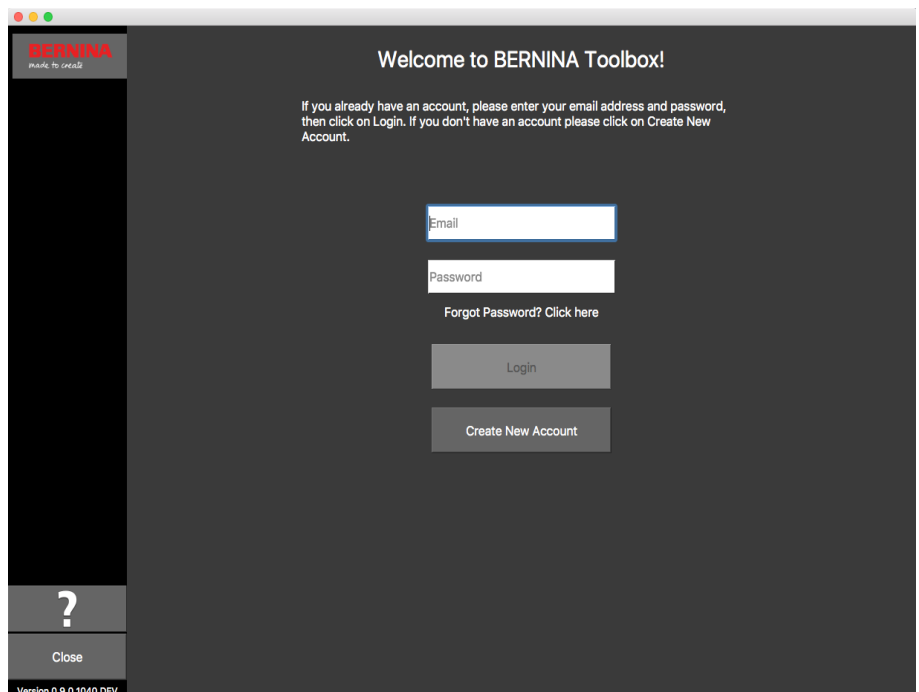 BERNINA
made to create
Welcome to BERNINA Toolbox!
If you already have an account, please enter your email address and password,
then click on Login. If you don't have an account please click on Create New
Account.
Email
Password
Forgot Password? Click here
Login
Create New Account
?
Close
Version 0.9.0.1040 DEV